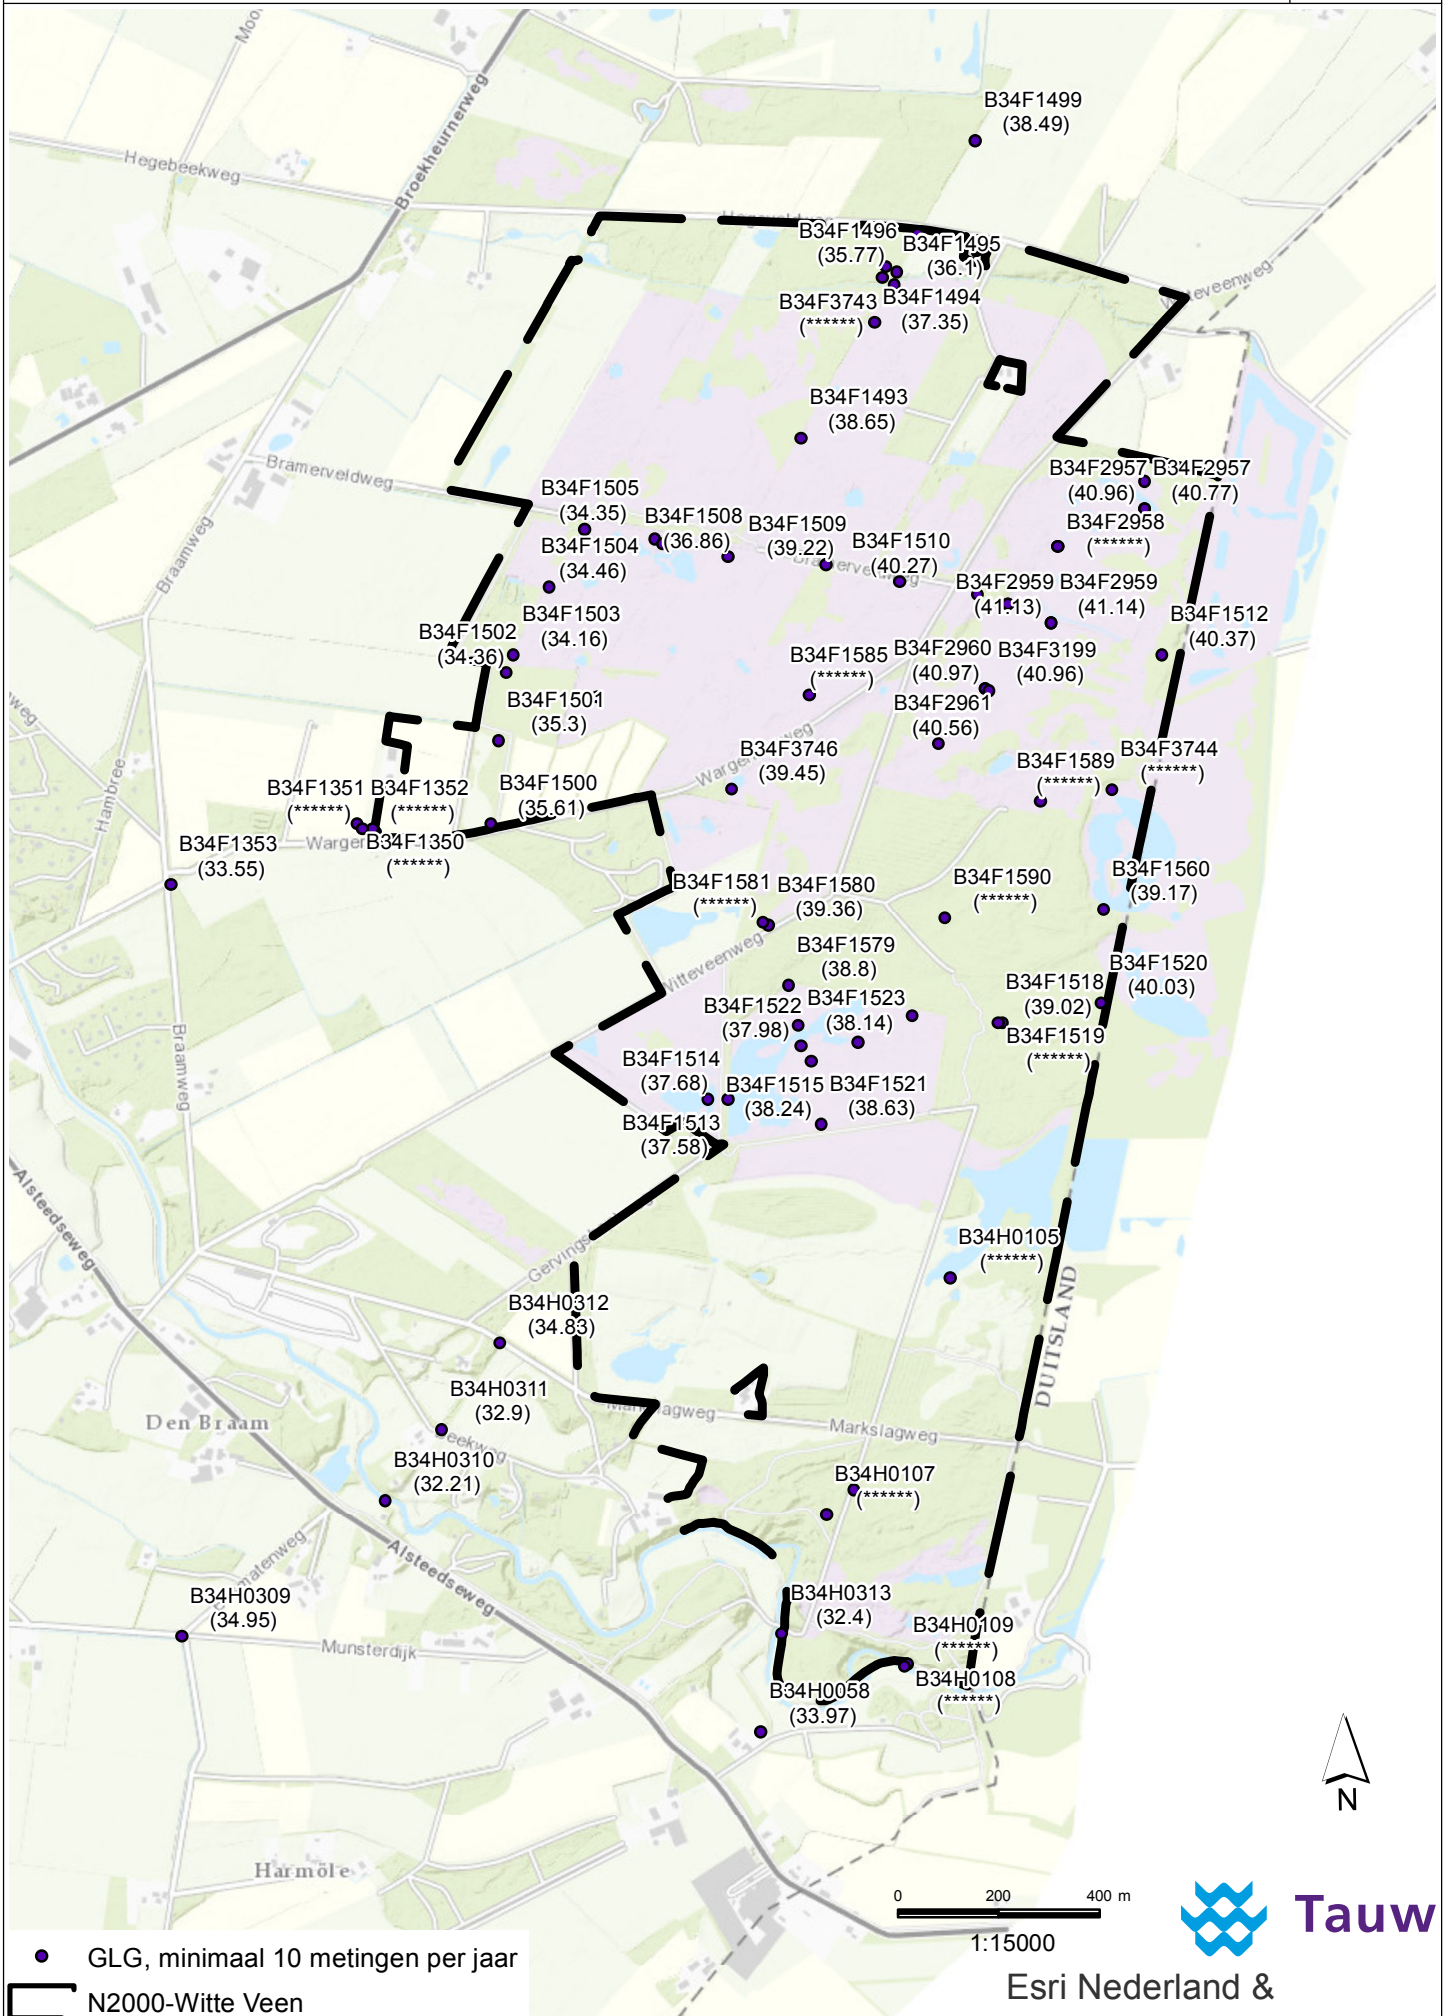 B34F1499
(38.49)
Hegebeekweg
Broekheurnerweg
B34F1496
(35.77)
B34F1495
(36.1)
B34F3743
(******)
B34F1494
(37.35)
B34F1493
(38.65)
Bramerveldweg
B34F2957
(40.96)
B34F2957
(40.77)
B34F2958
(******)
B34F1505
(34.35)
B34F1508
(36.86)
B34F1509
(39.22)
B34F1510
(40.27)
B34F1504
(34.46)
B34F2959
(41.13)
B34F2959
(41.14)
B34F1512
(40.37)
Braamweg
B34F1503
(34.16)
B34F1502
(34.36)
B34F1585
(******)
B34F2960
(40.97)
B34F3199
(40.96)
B34F2961
(40.56)
B34F1501
(35.3)
B34F3746
(39.45)
B34F1589
(******)
B34F3744
(******)
Hambree
B34F1351
(******)
B34F1352
(******)
B34F1500
(35.61)
B34F1350
(******)
B34F1353
(33.55)
B34F1581
(******)
B34F1580
(39.36)
B34F1590
(******)
B34F1560
(39.17)
Witteveenweg
B34F1579
(38.8)
B34F1520
(40.03)
B34F1518
(39.02)
B34F1522
(37.98)
B34F1523
(38.14)
B34F1519
(******)
Braamweg
B34F1514
(37.68)
B34F1515
(38.24)
B34F1521
(38.63)
B34F1513
(37.58)
Alsteedseweg
B34H0105
(******)
DUITSLAND
B34H0312
(34.83)
B34H0311
(32.9)
Den Braam
Markslagweg
B34H0310
(32.21)
B34H0107
(******)
Alsteedseweg
B34H0309
(34.95)
Munsterdijk
B34H0313
(32.4)
B34H0109
(******)
B34H0108
(******)
B34H0058
(33.97)
N
Harmöle
0 200 400 m
1:15000
Tauw
GLG, minimaal 10 metingen per jaar
N2000-Witte Veen
Esri Nederland &